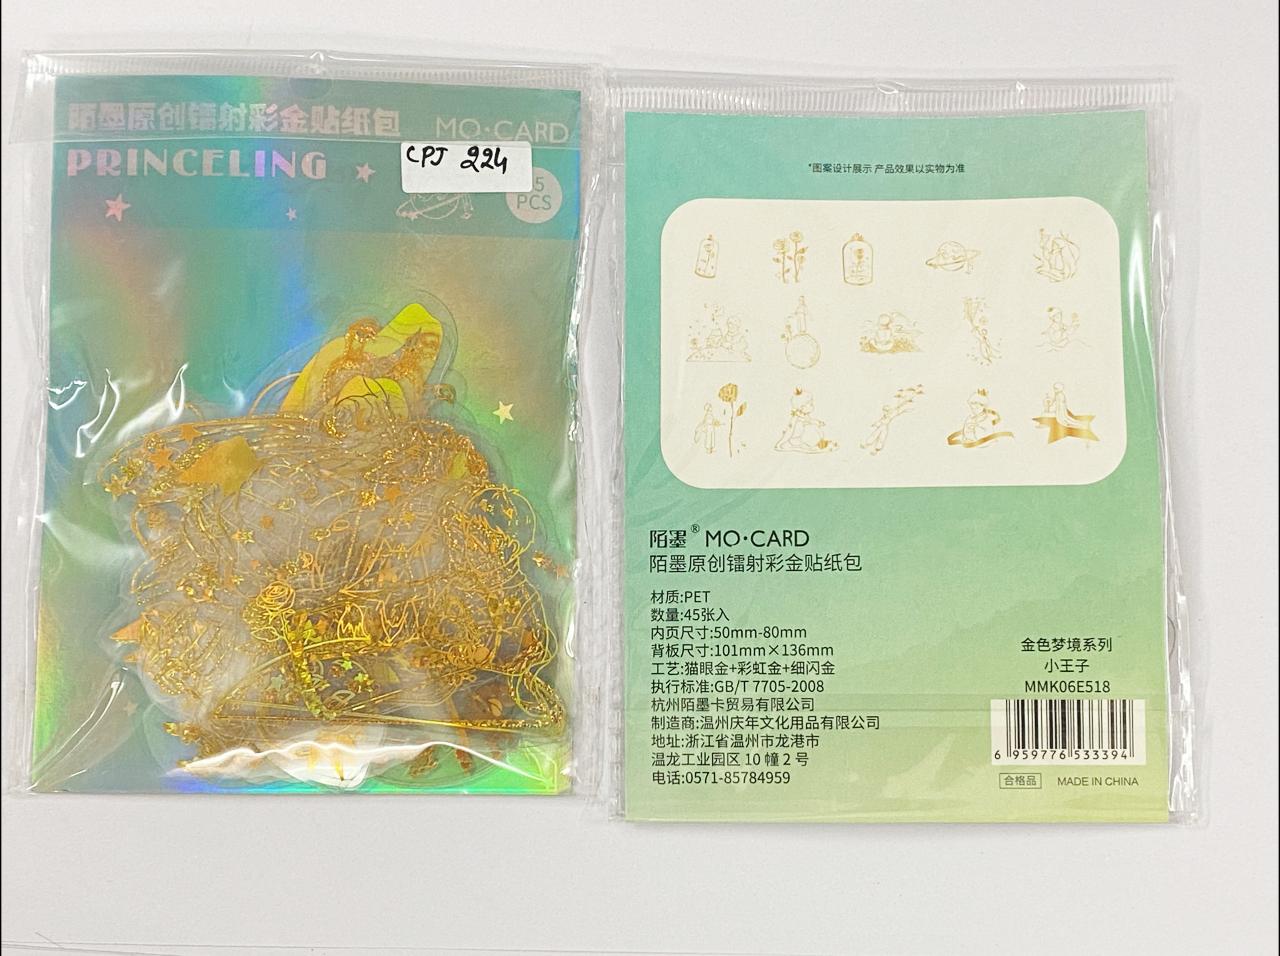 陌墨原创镭射彩金贴纸包
MO·CARD
PRINCELING
CPJ 224
5
PCS
*图案设计展示 产品效果以实物为准
陌墨® MO·CARD
陌墨原创镭射彩金贴纸包
材质:PET
数量:45张入
内页尺寸:50mm-80mm
背板尺寸:101mm×136mm
工艺:猫眼金+彩虹金+细闪金
执行标准:GB/T 7705-2008
杭州陌墨卡贸易有限公司
制造商:温州庆年文化用品有限公司
地址:浙江省温州市龙港市
温龙工业园区 10 幢 2 号
电话:0571-85784959
金色梦境系列
小王子
MMK06E518
6 959776 533394
合格品 MADE IN CHINA